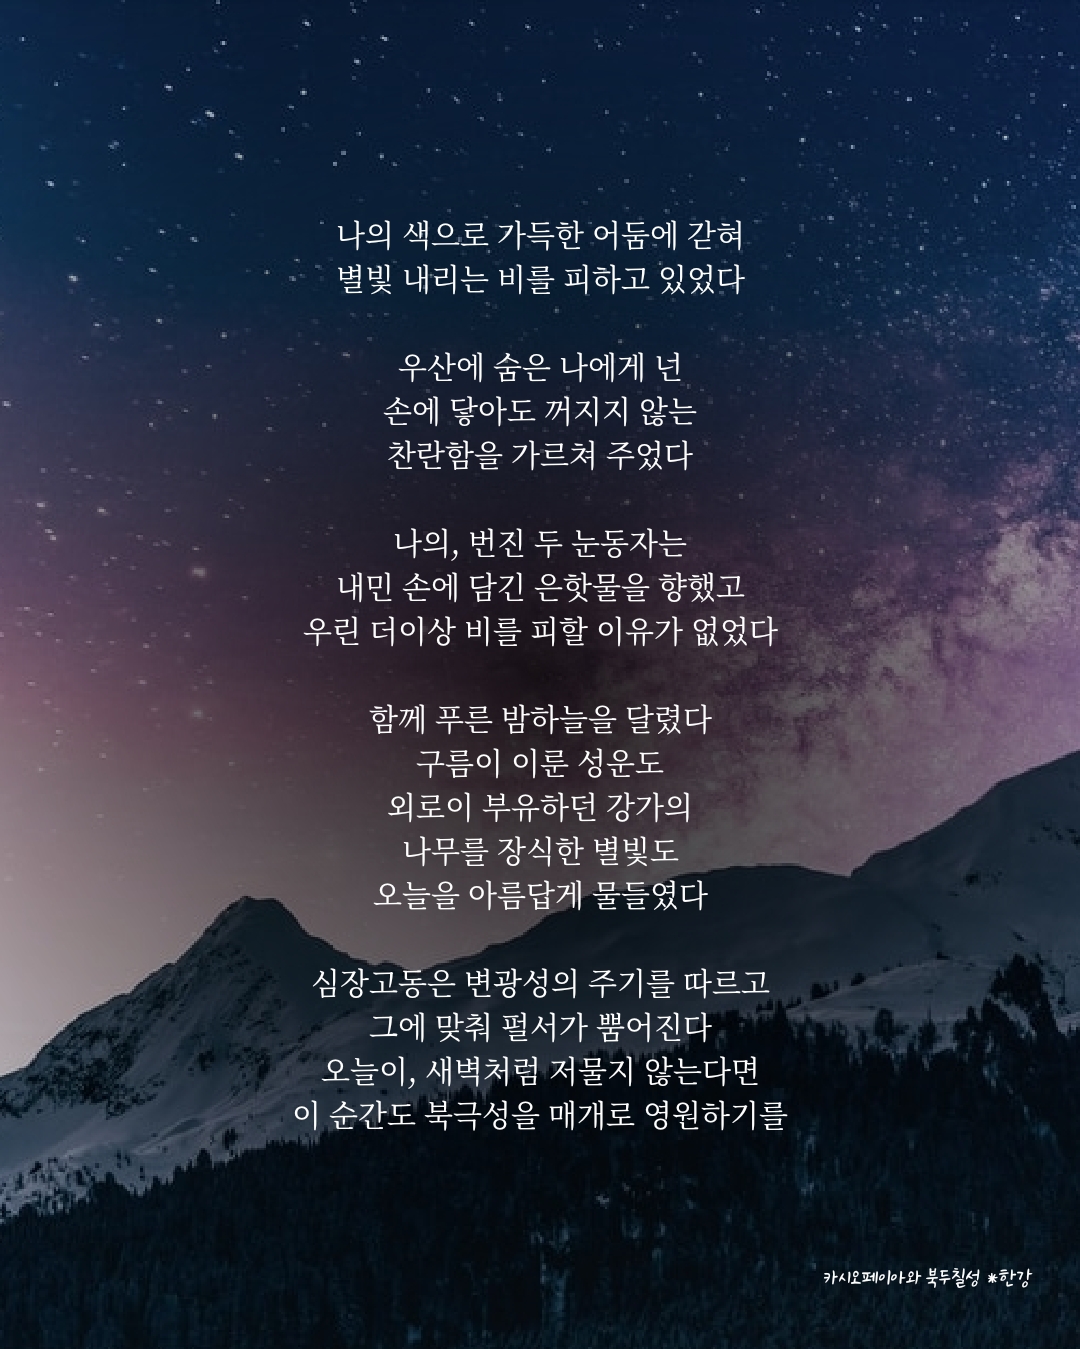 나의 색으로 가득한 어둠에 갇혀
별빛 내리는 비를 피하고 있었다
우산에 숨은 나에게 넌
손에 닿아도 꺼지지 않는
찬란함을 가르쳐 주었다
나의, 번진 두 눈동자는
내민 손에 담긴 은핫물을 향했고
우린 더이상 비를 피할 이유가 없었다
함께 푸른 밤하늘을 달렸다
구름이 이룬 성운도
외로이 부유하던 강가의
나무를 장식한 별빛도
오늘을 아름답게 물들였다
심장고동은 변광성의 주기를 따르고
그에 맞춰 펄서가 뿜어진다
오늘이, 새벽처럼 저물지 않는다면
이 순간도 북극성을 매개로 영원하기를
카시오페이아와 북두칠성 *한강